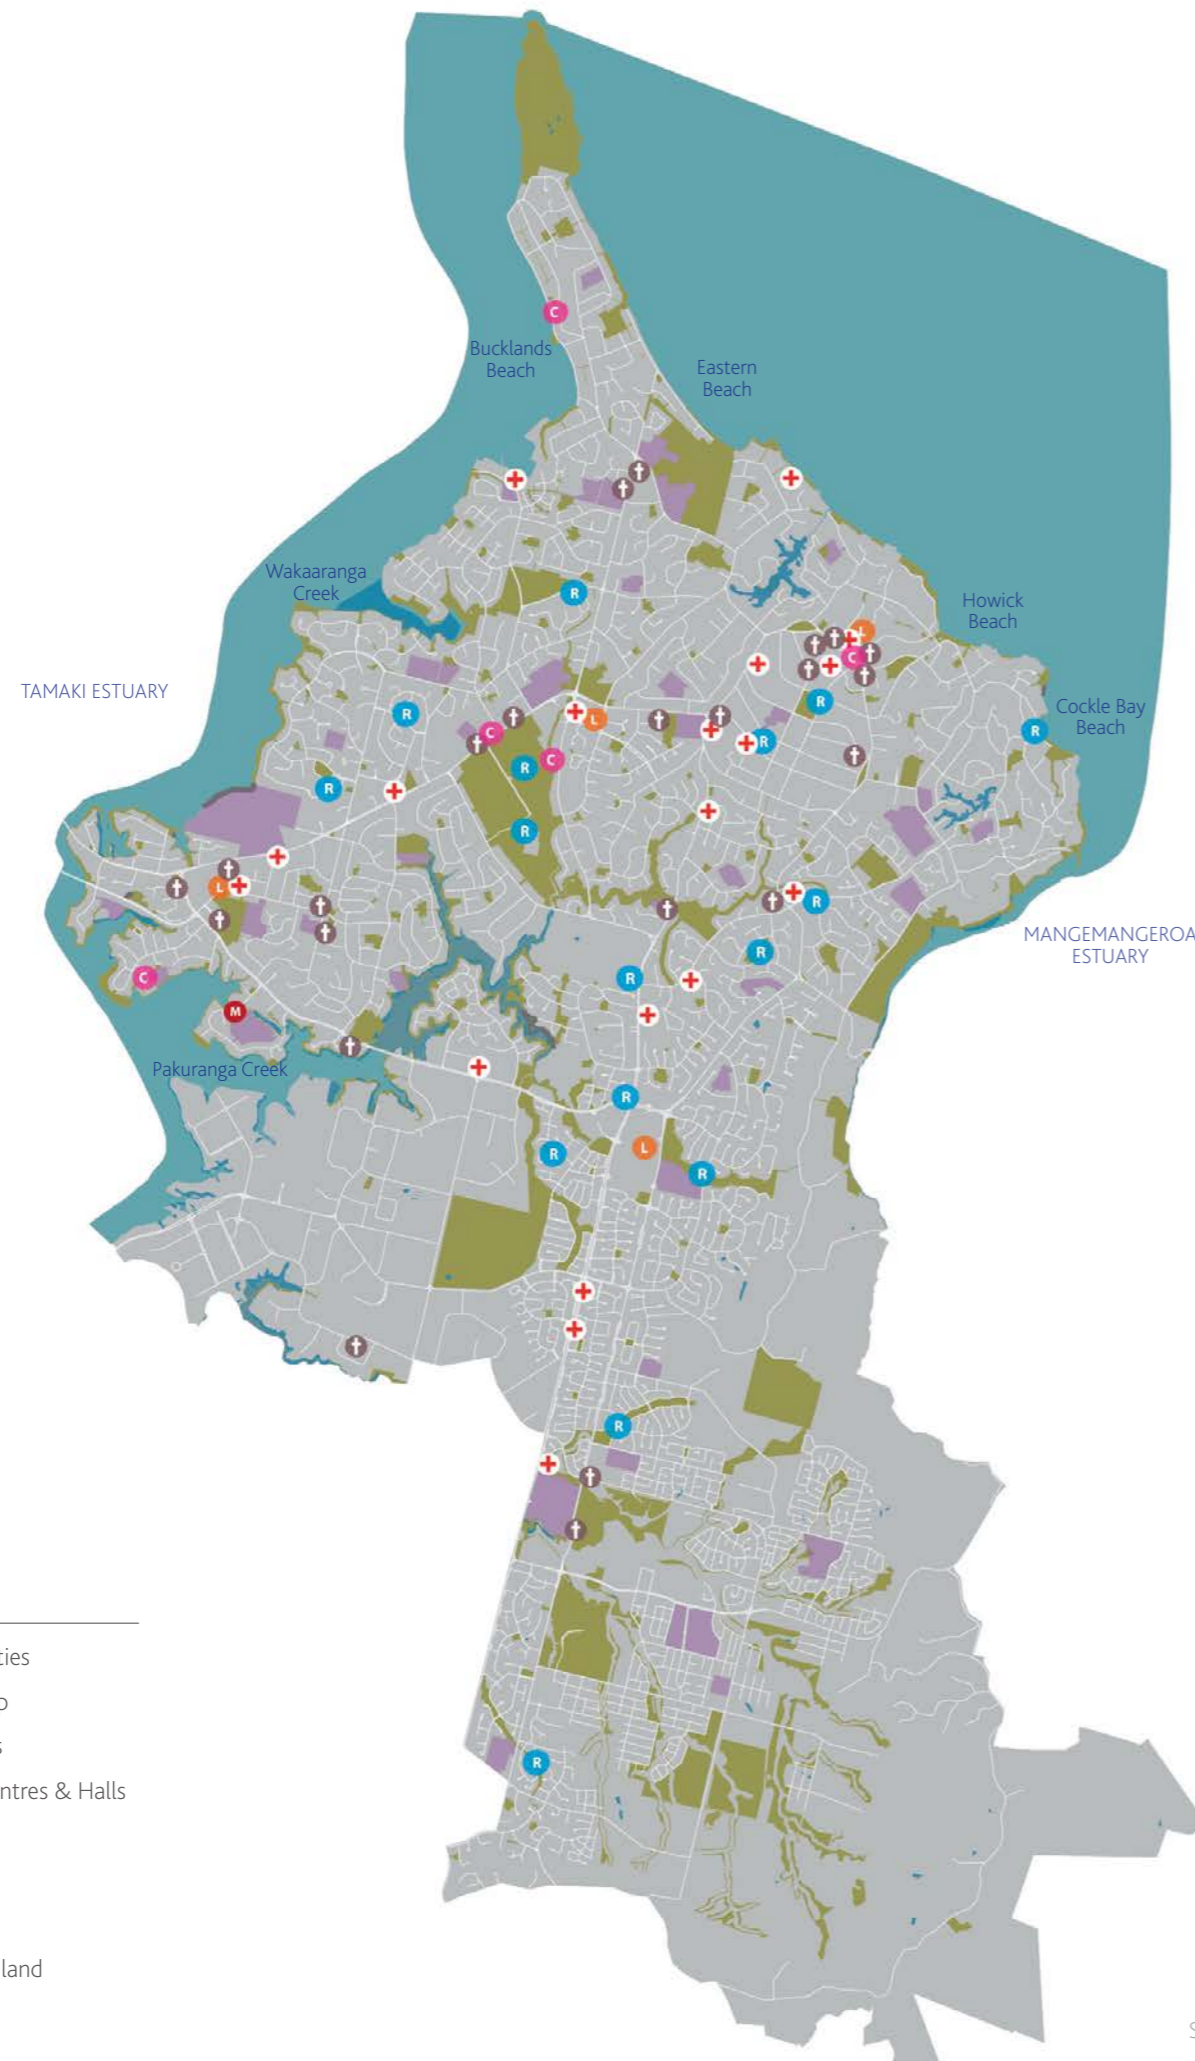 Bucklands
Beach
Eastern
Beach
Wakaaranga
Creek
Howick
Beach
TAMAKI ESTUARY
Cockle Bay
Beach
MANGEMANGEROA
ESTUARY
Pakuranga Creek
ties
s
ntres & Halls
land
S
C
R
L
C
R
R
C
R
C
R
L
R
R
R
L
R
C
R
R
M
R
R
L
R
R
R